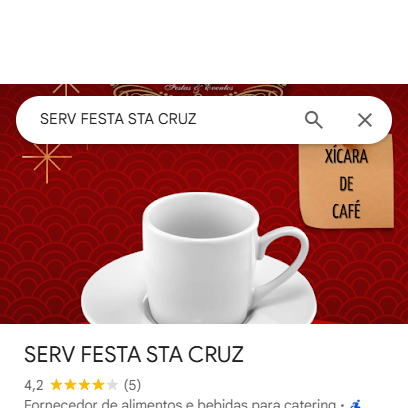 Festas & Eventos
SERV FESTA STA CRUZ
XÍCARA
DE
CAFÉ
SERV FESTA STA CRUZ
4,2 (5)
Fornecedor de alimentos e bebidas para catering ·